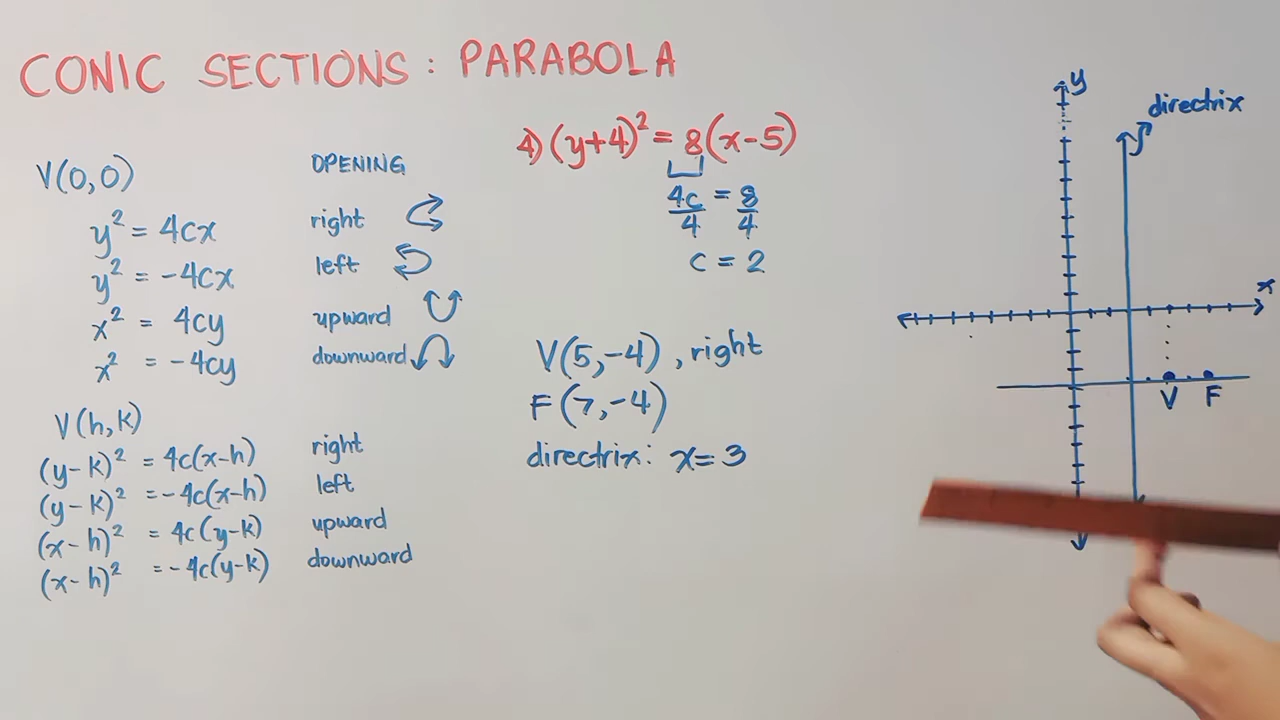 CONIC SECTIONS: PARABOLA
V(0,0) OPENING
y² = 4cx right
y² = -4cx left
x² = 4cy upward
x² = -4cy downward
V(h,k)
(y-k)² = 4c(x-h) right
(y-k)² = -4c(x-h) left
(x-h)² = 4c(y-k) upward
(x-h)² = -4c(y-k) downward
4) (y+4)² = 8(x-5)
4c/4 = 8/4
c = 2
V(5,-4), right
F(7,-4)
directrix: x=3
y
directrix
x
V F